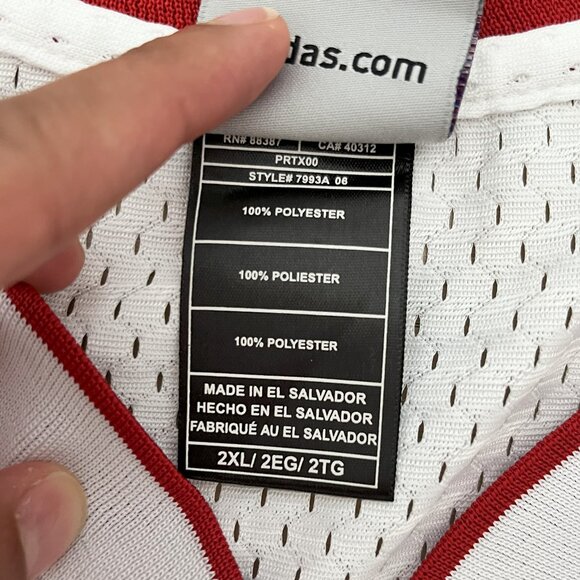 das.com
RN# 88387 CA# 40312
PRTX00
STYLE# 7993A 06
100% POLYESTER
100% POLIESTER
100% POLYESTER
MADE IN EL SALVADOR
HECHO EN EL SALVADOR
FABRIQUÉ AU EL SALVADOR
2XL/ 2EG/ 2TG